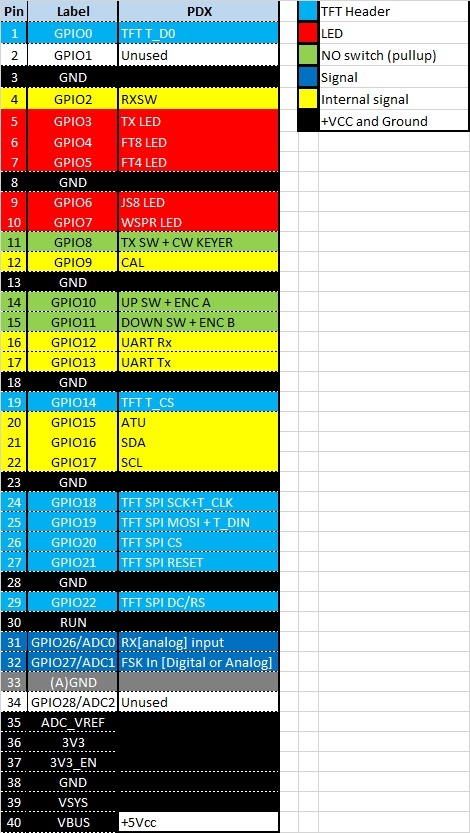 Pin Label PDX
1 GPIO0 TFT T_D0
2 GPIO1 Unused
3 GND
4 GPIO2 RXSW
5 GPIO3 TX LED
6 GPIO4 FT8 LED
7 GPIO5 FT4 LED
8 GND
9 GPIO6 JS8 LED
10 GPIO7 WSPR LED
11 GPIO8 TX SW + CW KEYER
12 GPIO9 CAL
13 GND
14 GPIO10 UP SW + ENC A
15 GPIO11 DOWN SW + ENC B
16 GPIO12 UART Rx
17 GPIO13 UART Tx
18 GND
19 GPIO14 TFT T_CS
20 GPIO15 ATU
21 GPIO16 SDA
22 GPIO17 SCL
23 GND
24 GPIO18 TFT SPI SCK+T_CLK
25 GPIO19 TFT SPI MOSI + T_DIN
26 GPIO20 TFT SPI CS
27 GPIO21 TFT SPI RESET
28 GND
29 GPIO22 TFT SPI DC/RS
30 RUN
31 GPIO26/ADC0 RX[analog] input
32 GPIO27/ADC1 FSK In [Digital or Analog]
33 (A)GND
34 GPIO28/ADC2 Unused
35 ADC_VREF
36 3V3
37 3V3_EN
38 GND
39 VSYS
40 VBUS +5Vcc
TFT Header
LED
NO switch (pullup)
Signal
Internal signal
+VCC and Ground